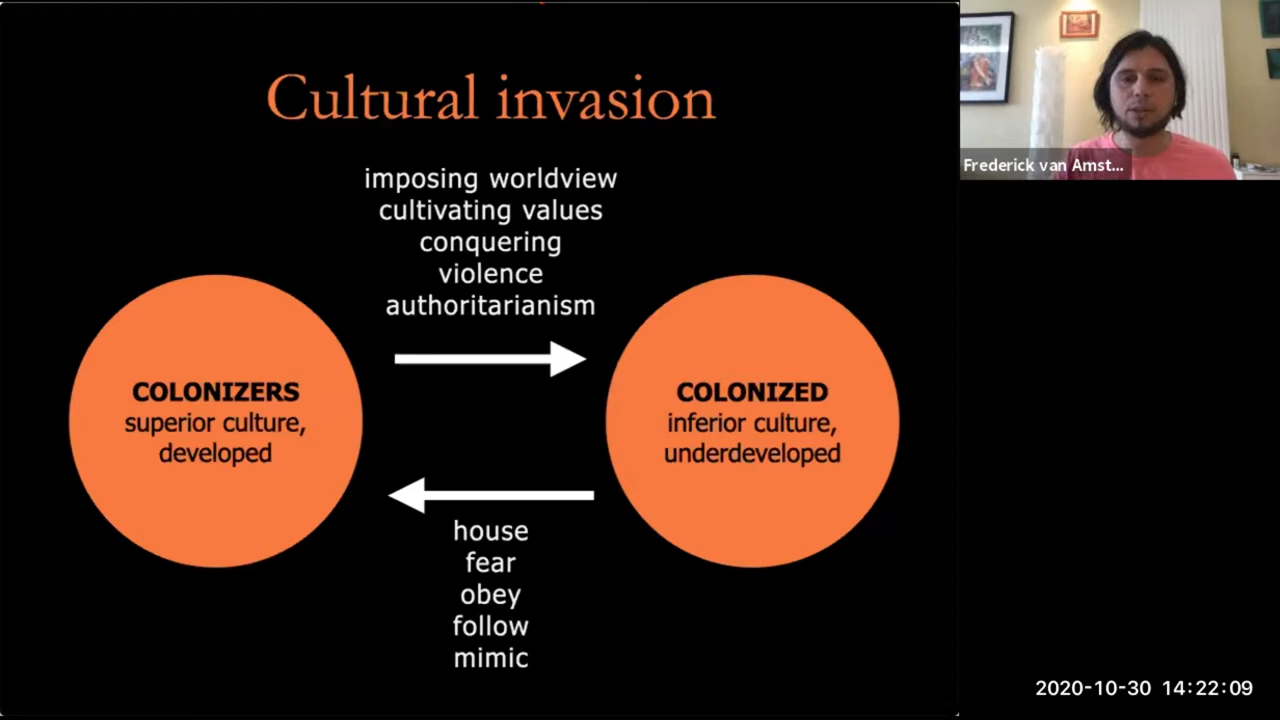 Cultural invasion
imposing worldview
cultivating values
conquering
violence
authoritarianism
COLONIZERS
superior culture,
developed
COLONIZED
inferior culture,
underdeveloped
house
fear
obey
follow
mimic
Frederick van Amst...
2020-10-30 14:22:09